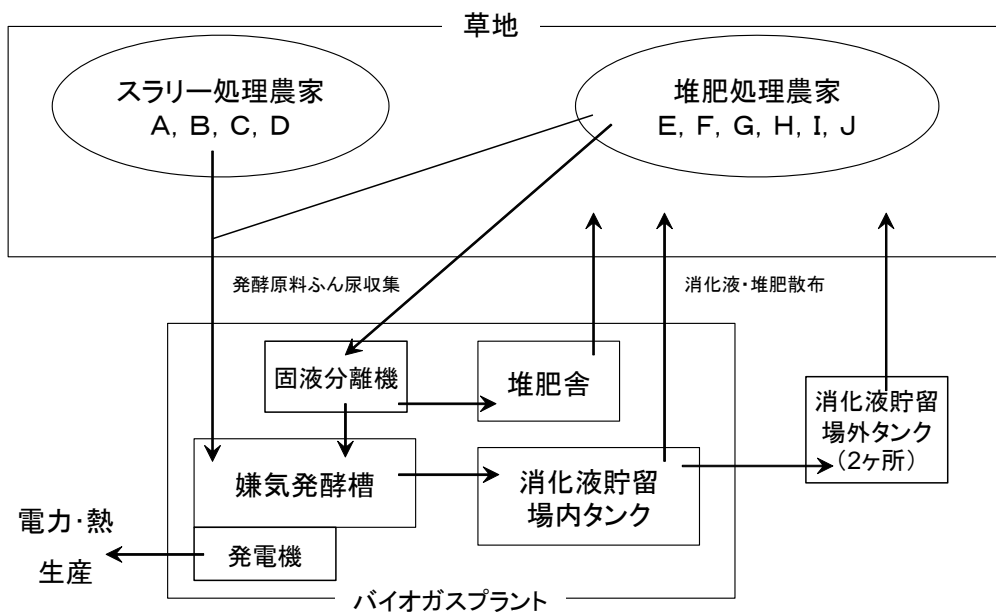 草地
スラリー処理農家
A, B, C, D
堆肥処理農家
E, F, G, H, I, J
発酵原料ふん尿収集
消化液・堆肥散布
固液分離機
堆肥舎
消化液貯留
場外タンク
（2ヶ所）
嫌気発酵槽
消化液貯留
場内タンク
電力・熱
生産
発電機
バイオガスプラント